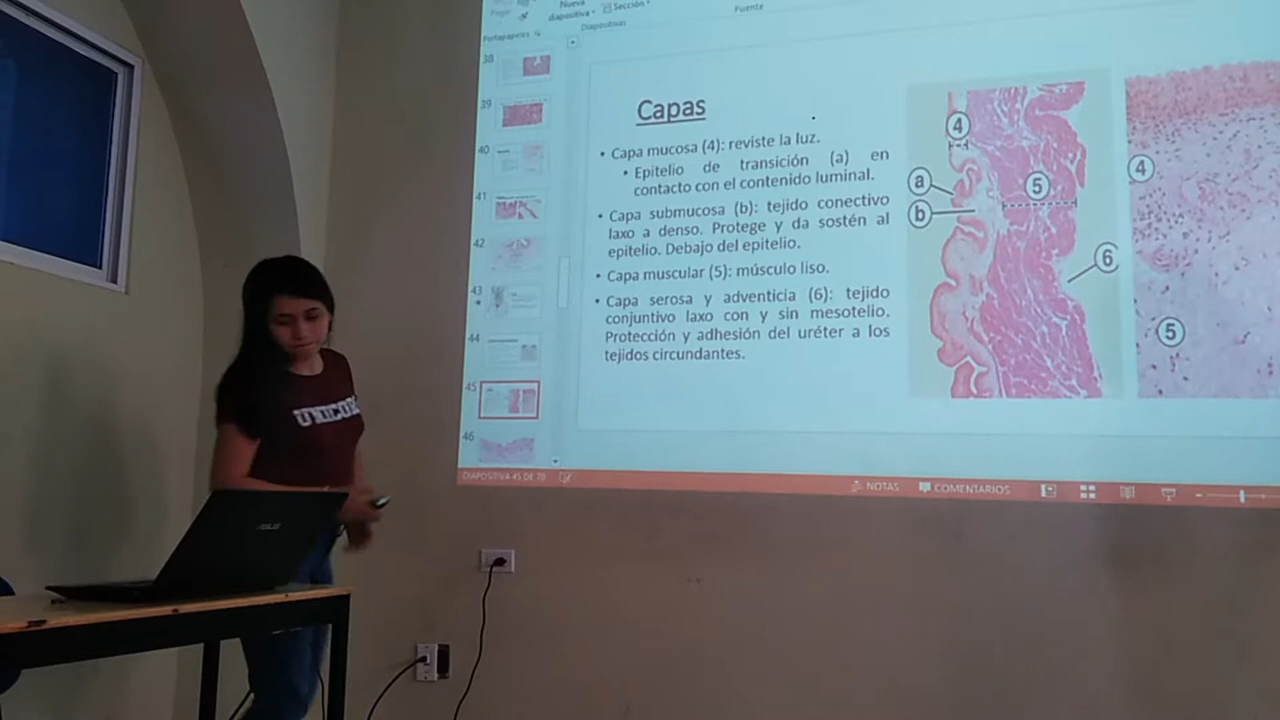 Pegar
Nueva
diapositiva
Sección
Portapapeles
Diapositivas
Fuente
38
39
40
41
42
43
44
45
46
Capas
• Capa mucosa (4): reviste la luz.
• Epitelio de transición (a) en
contacto con el contenido luminal.
• Capa submucosa (b): tejido conectivo
laxo a denso. Protege y da sostén al
epitelio. Debajo del epitelio.
• Capa muscular (5): músculo liso.
• Capa serosa y adventicia (6): tejido
conjuntivo laxo con y sin mesotelio.
Protección y adhesión del uréter a los
tejidos circundantes.
4
a
b
5
6
4
5
DIAPOSITIVA 45 DE 70
NOTAS
COMENTARIOS
UNICOR
ASUS